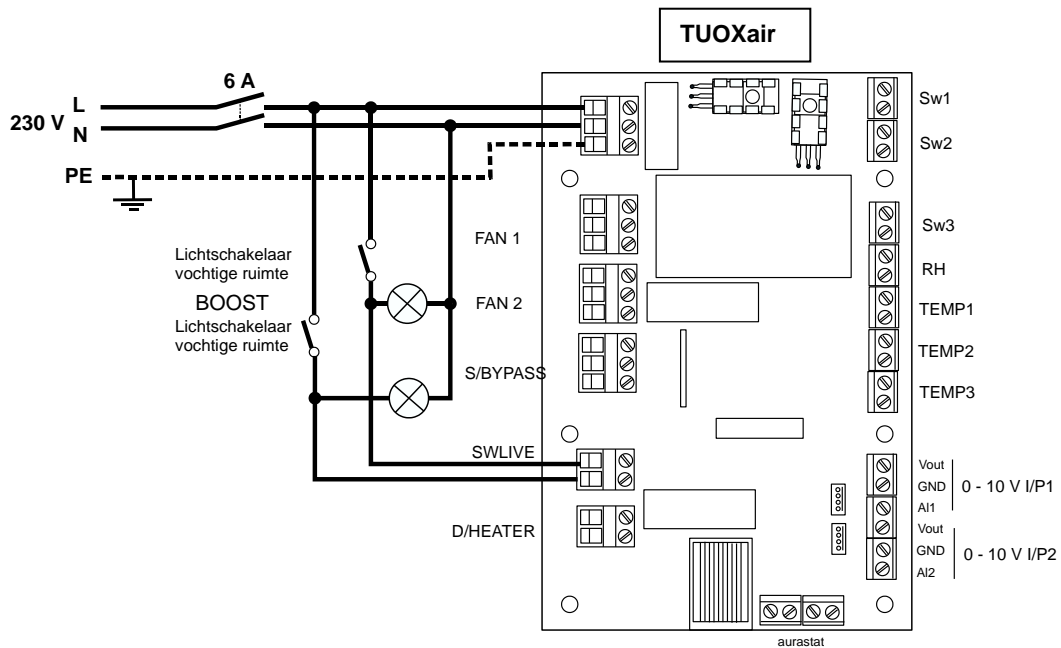 TUOXair
6 A
L
230 V
N
PE
Sw1
Sw2
Sw3
RH
TEMP1
TEMP2
TEMP3
FAN 1
Lichtschakelaar
vochtige ruimte
BOOST
Lichtschakelaar
vochtige ruimte
FAN 2
S/BYPASS
SWLIVE
D/HEATER
Vout
GND
AI1
0 - 10 V I/P1
Vout
GND
AI2
0 - 10 V I/P2
aurastat